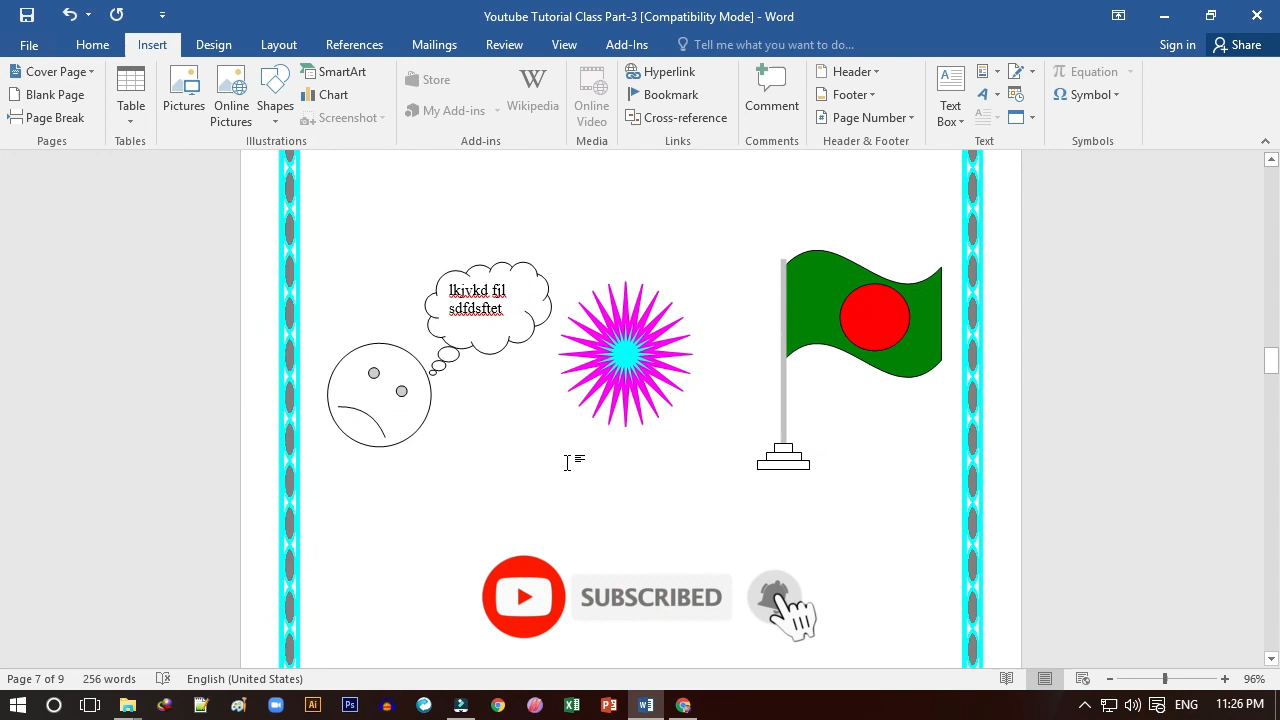 Youtube Tutorial Class Part-3 [Compatibility Mode] - Word
File Home Insert Design Layout References Mailings Review View Add-Ins Tell me what you want to do... Sign in Share
Cover Page
Blank Page
Page Break
Pages
Table
Tables
Pictures
Online Pictures
Shapes
SmartArt
Chart
Screenshot
Illustrations
Store
My Add-ins
Wikipedia
Add-ins
Online Video
Media
Hyperlink
Bookmark
Cross-reference
Links
Comment
Comments
Header
Footer
Page Number
Header & Footer
Text Box
Text
Equation
Symbol
Symbols
lkjvkd fjl
sdfdsftet
SUBSCRIBED
Page 7 of 9 256 words English (United States) 96%
ENG 11:26 PM